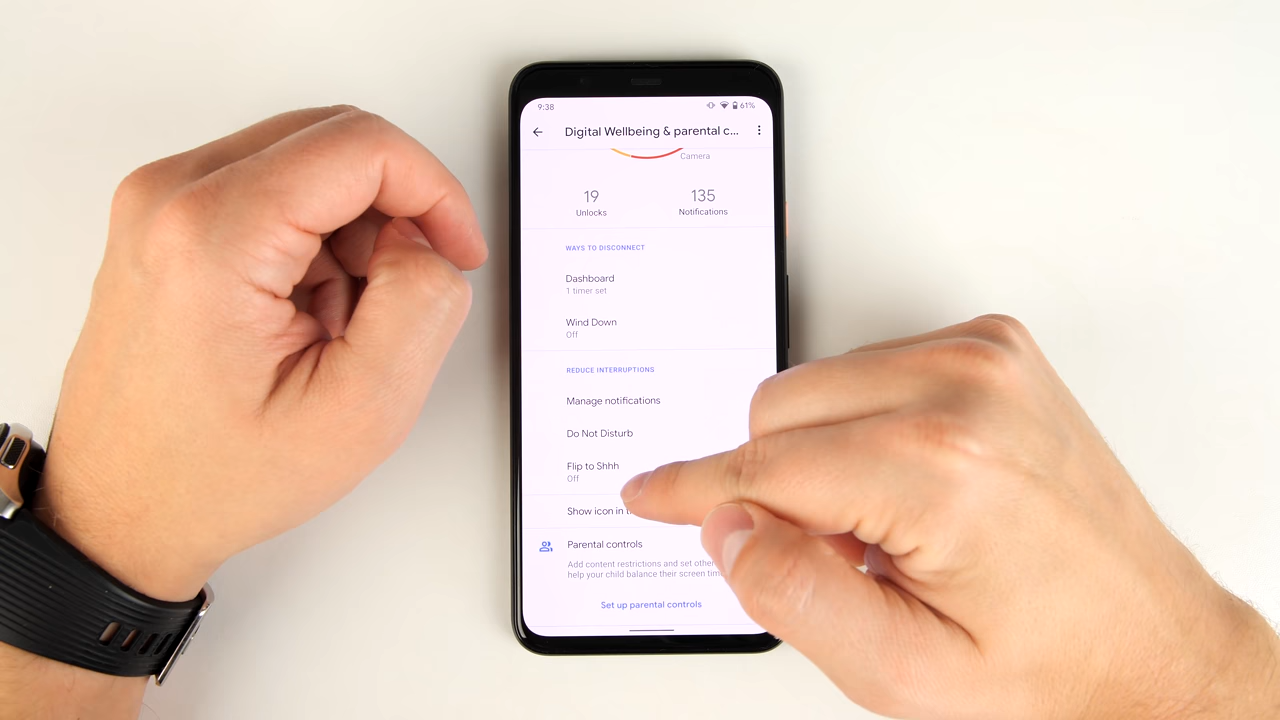 9:38
61%
Digital Wellbeing & parental c...
Camera
19
135
Unlocks
Notifications
WAYS TO DISCONNECT
Dashboard
1 timer set
Wind Down
Off
REDUCE INTERRUPTIONS
Manage notifications
Do Not Disturb
Flip to Shhh
Off
Show icon in
Parental controls
Add content restrictions and set other
help your child balance their screen
Set up parental controls